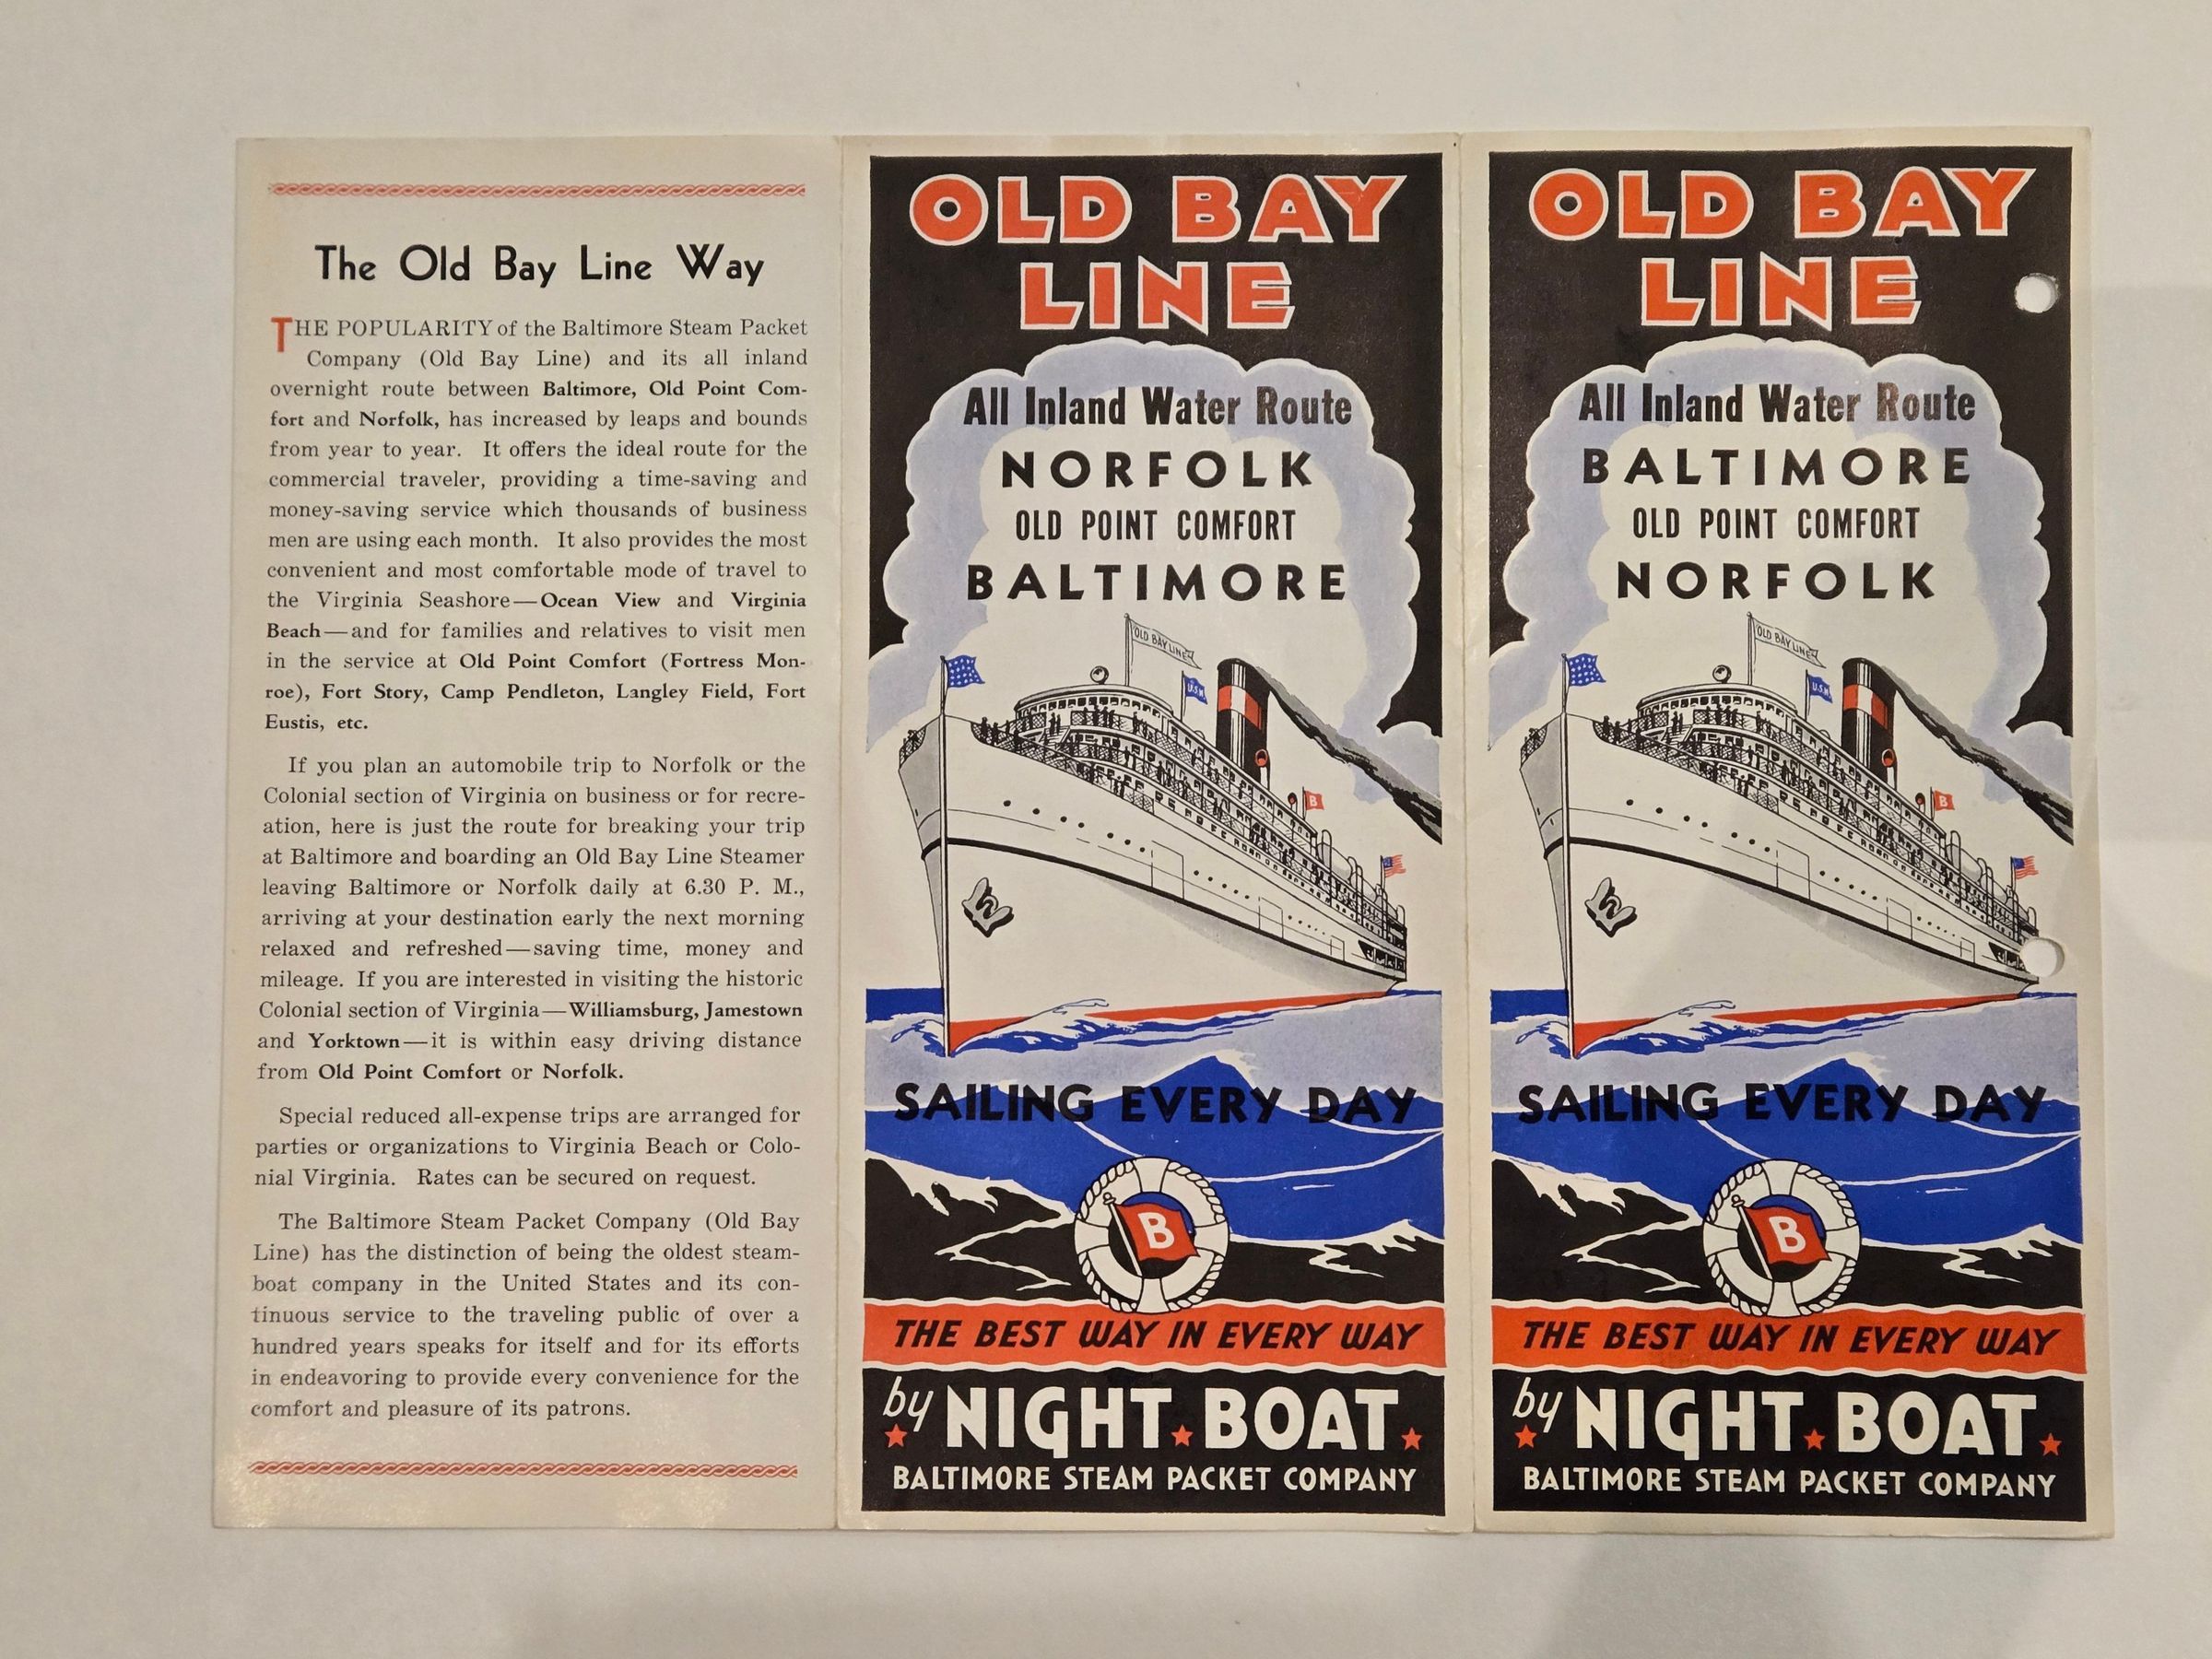 The Old Bay Line Way
THE POPULARITY of the Baltimore Steam Packet
Company (Old Bay Line) and its all inland
overnight route between Baltimore, Old Point Com-
fort and Norfolk, has increased by leaps and bounds
from year to year. It offers the ideal route for the
commercial traveler, providing a time-saving and
money-saving service which thousands of business
men are using each month. It also provides the most
convenient and most comfortable mode of travel to
the Virginia Seashore—Ocean View and Virginia
Beach—and for families and relatives to visit men
in the service at Old Point Comfort (Fortress Mon-
roe), Fort Story, Camp Pendleton, Langley Field, Fort
Eustis, etc.
If you plan an automobile trip to Norfolk or the
Colonial section of Virginia on business or for recre-
ation, here is just the route for breaking your trip
at Baltimore and boarding an Old Bay Line Steamer
leaving Baltimore or Norfolk daily at 6.30 P. M.,
arriving at your destination early the next morning
relaxed and refreshed—saving time, money and
mileage. If you are interested in visiting the historic
Colonial section of Virginia—Williamsburg, Jamestown
and Yorktown—it is within easy driving distance
from Old Point Comfort or Norfolk.
Special reduced all-expense trips are arranged for
parties or organizations to Virginia Beach or Colo-
nial Virginia. Rates can be secured on request.
The Baltimore Steam Packet Company (Old Bay
Line) has the distinction of being the oldest steam-
boat company in the United States and its con-
tinuous service to the traveling public of over a
hundred years speaks for itself and for its efforts
in endeavoring to provide every convenience for the
comfort and pleasure of its patrons.
OLD BAY
LINE
All Inland Water Route
NORFOLK
OLD POINT COMFORT
BALTIMORE
OLD BAY LINE
U.S.M
B
SAILING EVERY DAY
B
THE BEST WAY IN EVERY WAY
by NIGHT BOAT
BALTIMORE STEAM PACKET COMPANY
OLD BAY
LINE
All Inland Water Route
BALTIMORE
OLD POINT COMFORT
NORFOLK
OLD BAY LINE
U.S.M
B
SAILING EVERY DAY
B
THE BEST WAY IN EVERY WAY
by NIGHT BOAT
BALTIMORE STEAM PACKET COMPANY